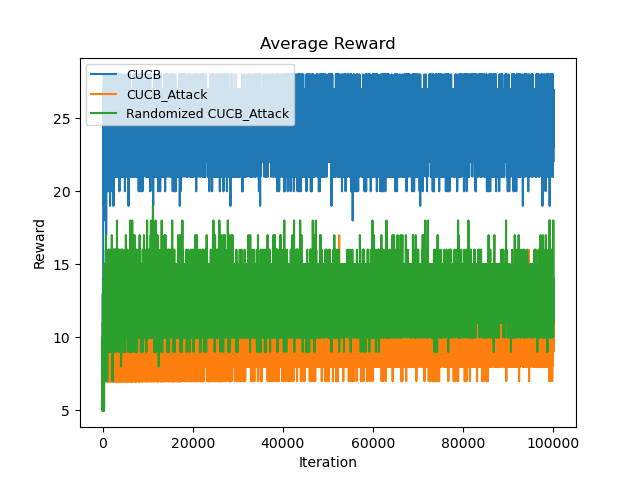 Average Reward
CUCB
CUCB_Attack
Randomized CUCB_Attack
Reward
25
20
15
10
5
0 20000 40000 60000 80000 100000
Iteration